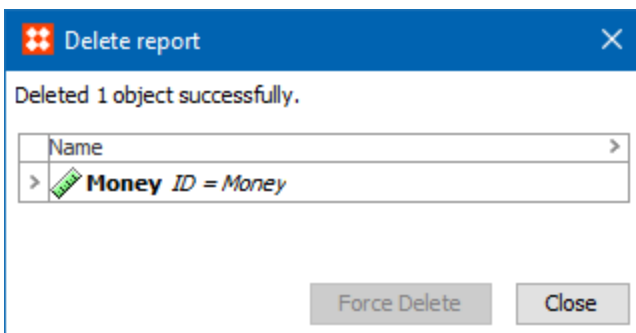 Delete report
Deleted 1 object successfully.
Name
Money ID = Money
Force Delete Close